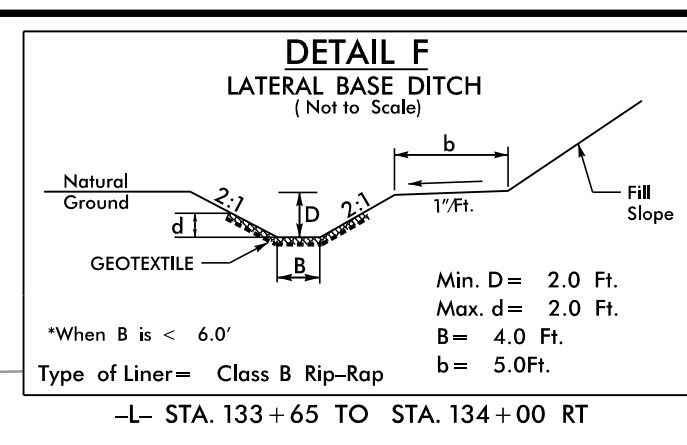 DETAIL F
LATERAL BASE DITCH
( Not to Scale)
b
Natural
Ground
2:1
D
2:1
1"/Ft.
Fill
Slope
d
GEOTEXTILE
B
Min. D= 2.0 Ft.
Max. d= 2.0 Ft.
*When B is < 6.0'
B= 4.0 Ft.
Type of Liner= Class B Rip-Rap
b= 5.0Ft.
-L- STA. 133+65 TO STA. 134+00 RT